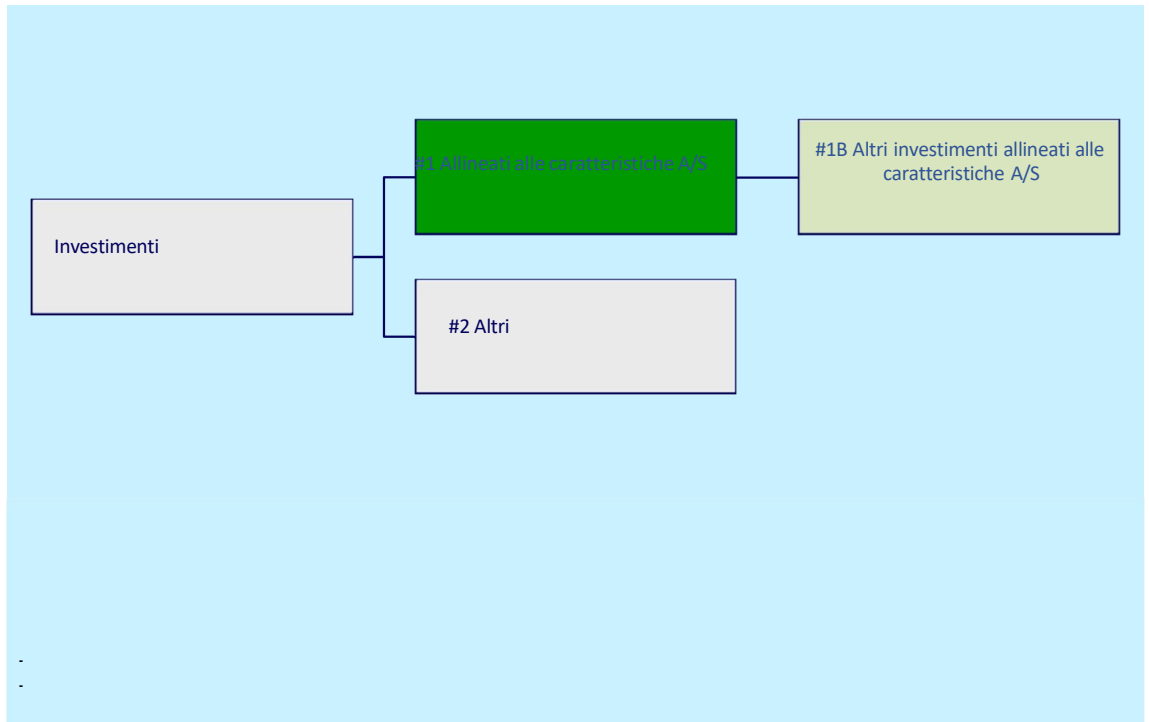 #1 Allineati alle caratteristiche A/S
#1B Altri investimenti allineati alle
caratteristiche A/S
Investimenti
#2 Altri
-
-